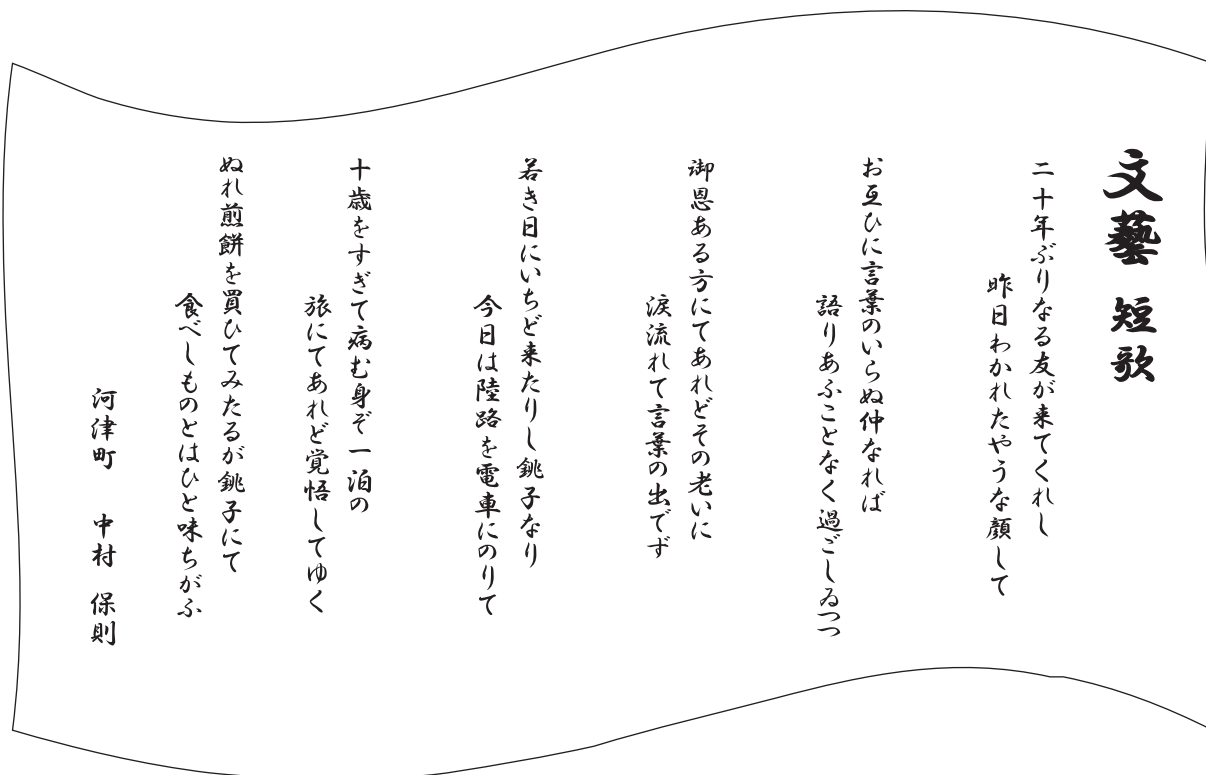 文藝 短歌
二十年ぶりなる友が来てくれし
昨日わかれたやうな顔して
お互ひに言葉のいらぬ仲なれば
語りあふことなく過ごしゐつつ
御恩ある方にてあれどその老いに
涙流れて言葉の出でず
若き日にいちど来たりし銚子なり
今日は陸路を電車にのりて
十歳をすぎて病む身ぞ一泊の
旅にてあれど覚悟してゆく
ぬれ煎餅を買ひてみたるが銚子にて
食べしものとはひと味ちがふ
河津町 中村 保則